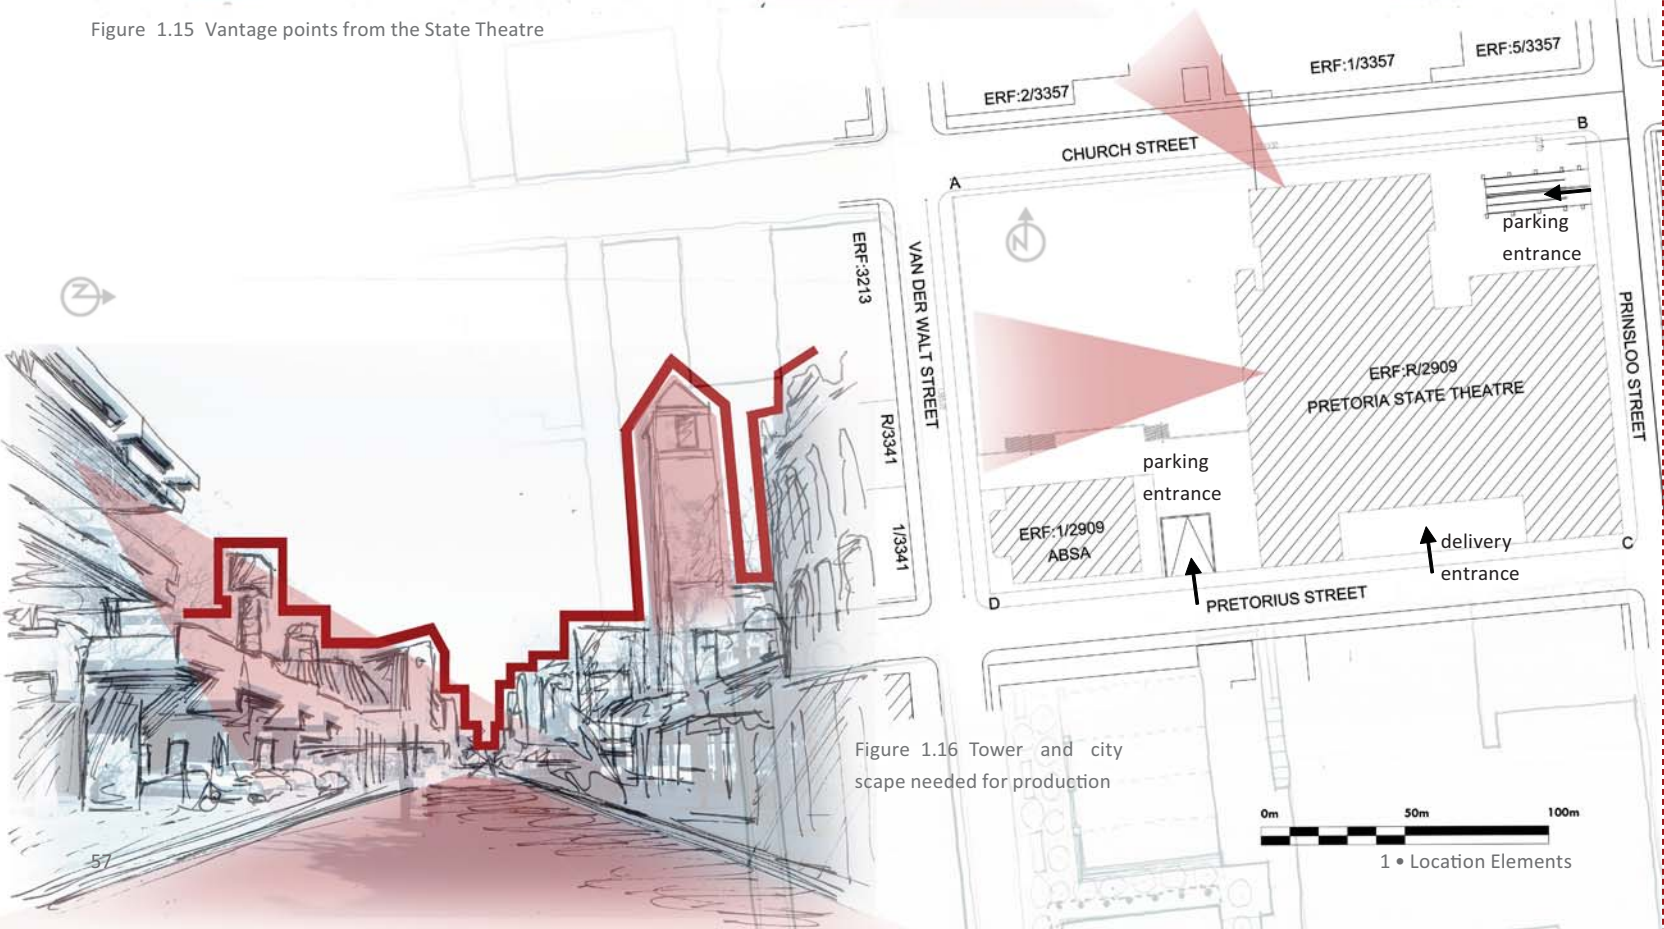 Figure 1.15 Vantage points from the State Theatre
ERF:2/3357
ERF:1/3357
ERF:5/3357
CHURCH STREET
A
B
parking
entrance
N
ERF:3213
VAN DER WALT STREET
PRINSLOO STREET
Z
ERF:R/2909
PRETORIA STATE THEATRE
R/3341
parking
entrance
1/3341
ERF:1/2909
ABSA
delivery
entrance
C
D
PRETORIUS STREET
Figure 1.16 Tower and city
scape needed for production
0m 50m 100m
57
1 • Location Elements